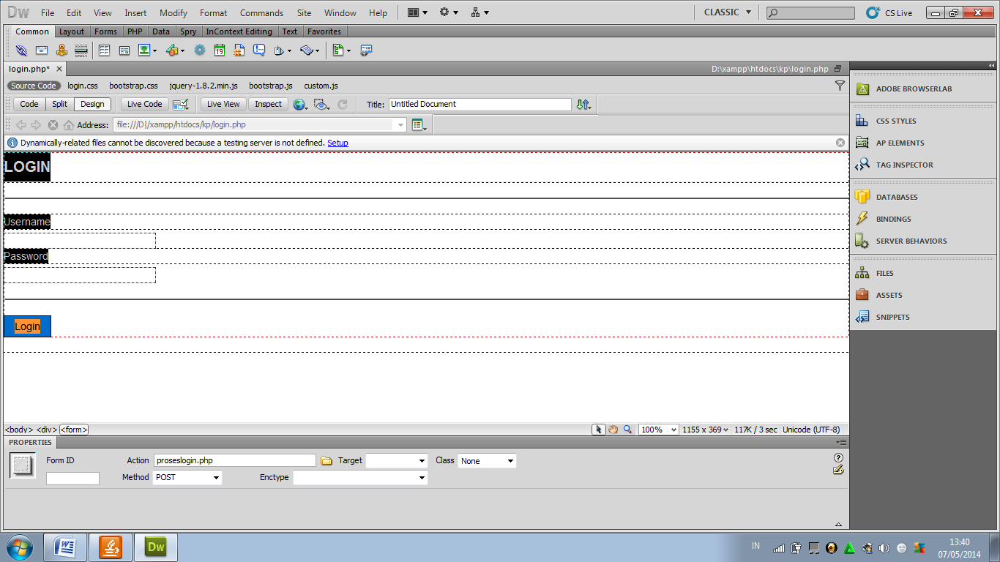 Dw File Edit View Insert Modify Format Commands Site Window Help CLASSIC CS Live
Common Layout Forms PHP Data Spry InContext Editing Text Favorites
19
login.php* D:\xampp\htdocs\kp\login.php
Source Code login.css bootstrap.css jquery-1.8.2.min.js bootstrap.js custom.js
Code Split Design Live Code Live View Inspect Title: Untitled Document
Address: file:///D|/xampp/htdocs/kp/login.php
Dynamically-related files cannot be discovered because a testing server is not defined. Setup
LOGIN
Username
Password
Login
<body> <div> <form> 100% 1155 x 369 117K / 3 sec Unicode (UTF-8)
PROPERTIES
Form ID Action proseslogin.php Target Class None
Method POST Enctype
ADOBE BROWSERLAB
CSS STYLES
AP ELEMENTS
TAG INSPECTOR
DATABASES
BINDINGS
SERVER BEHAVIORS
FILES
ASSETS
SNIPPETS
Dw IN 13:40
07/05/2014